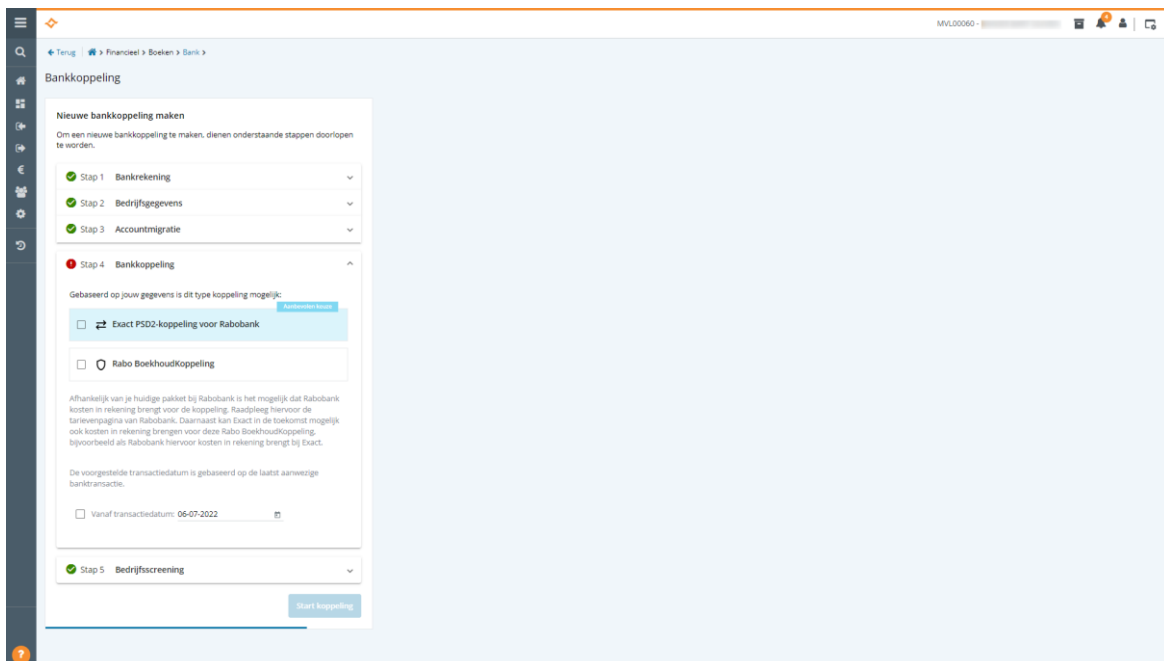 MVL00060 -
Terug
> Financieel > Boeken > Bank >
Bankkoppeling
Nieuwe bankkoppeling maken
Om een nieuwe bankkoppeling te maken, dienen onderstaande stappen doorlopen
te worden.
Stap 1 Bankrekening
Stap 2 Bedrijfsgegevens
Stap 3 Accountmigratie
Stap 4 Bankkoppeling
Gebaseerd op jouw gegevens is dit type koppeling mogelijk:
Aanbevolen keuze
Exact PSD2-koppeling voor Rabobank
Rabo BoekhoudKoppeling
Afhankelijk van je huidige pakket bij Rabobank is het mogelijk dat Rabobank
kosten in rekening brengt voor de koppeling. Raadpleeg hiervoor de
tarievenpagina van Rabobank. Daarnaast kan Exact in de toekomst mogelijk
ook kosten in rekening brengen voor deze Rabo BoekhoudKoppeling,
bijvoorbeeld als Rabobank hiervoor kosten in rekening brengt bij Exact.
De voorgestelde transactiedatum is gebaseerd op de laatst aanwezige
banktransactie.
Vanaf transactiedatum: 06-07-2022
Stap 5 Bedrijfsscreening
Start koppeling